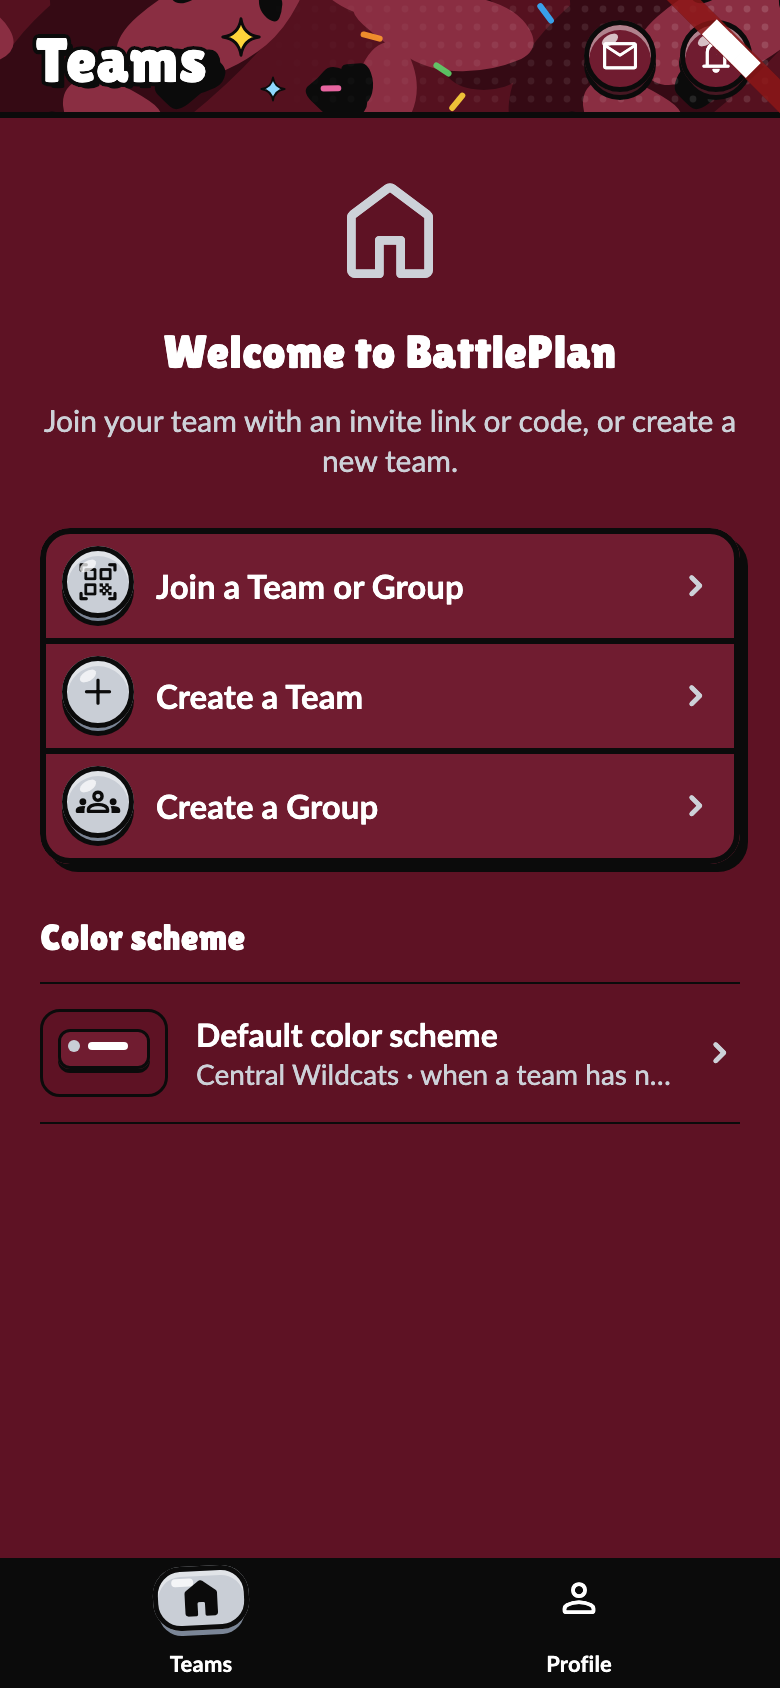 Teams
Welcome to BattlePlan
Join your team with an invite link or code, or create a
new team.
Join a Team or Group
Create a Team
Create a Group
Color scheme
Default color scheme
Central Wildcats · when a team has n...
Teams
Profile